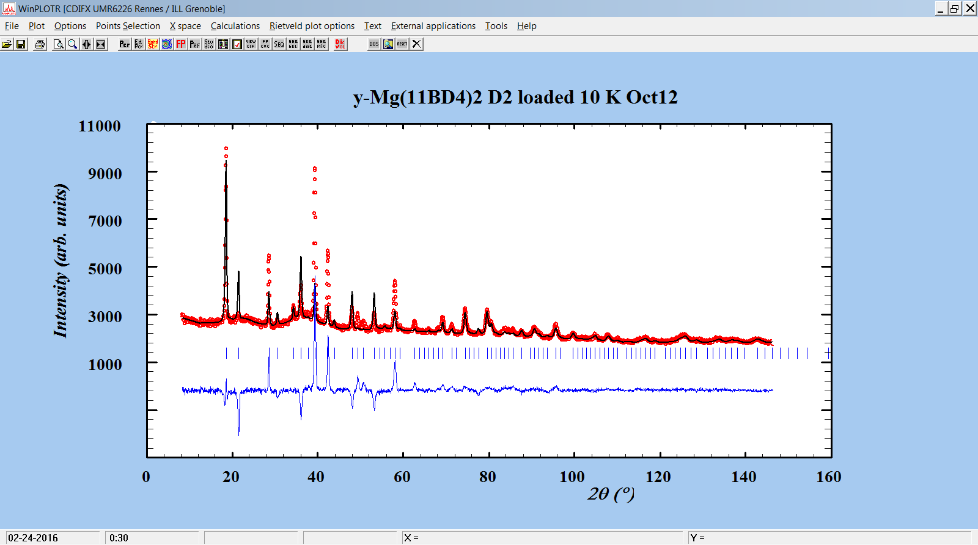 WinPLOTR [CDIFX UMR6226 Rennes / ILL Grenoble]
File Plot Options Points Selection X space Calculations Rietveld plot options Text External applications Tools Help
y-Mg(11BD4)2 D2 loaded 10 K Oct12
11000
9000
7000
5000
3000
1000
Intensity (arb. units)
0 20 40 60 80 100 120 140 160
2θ (°)
02-24-2016 0:30 X = Y =